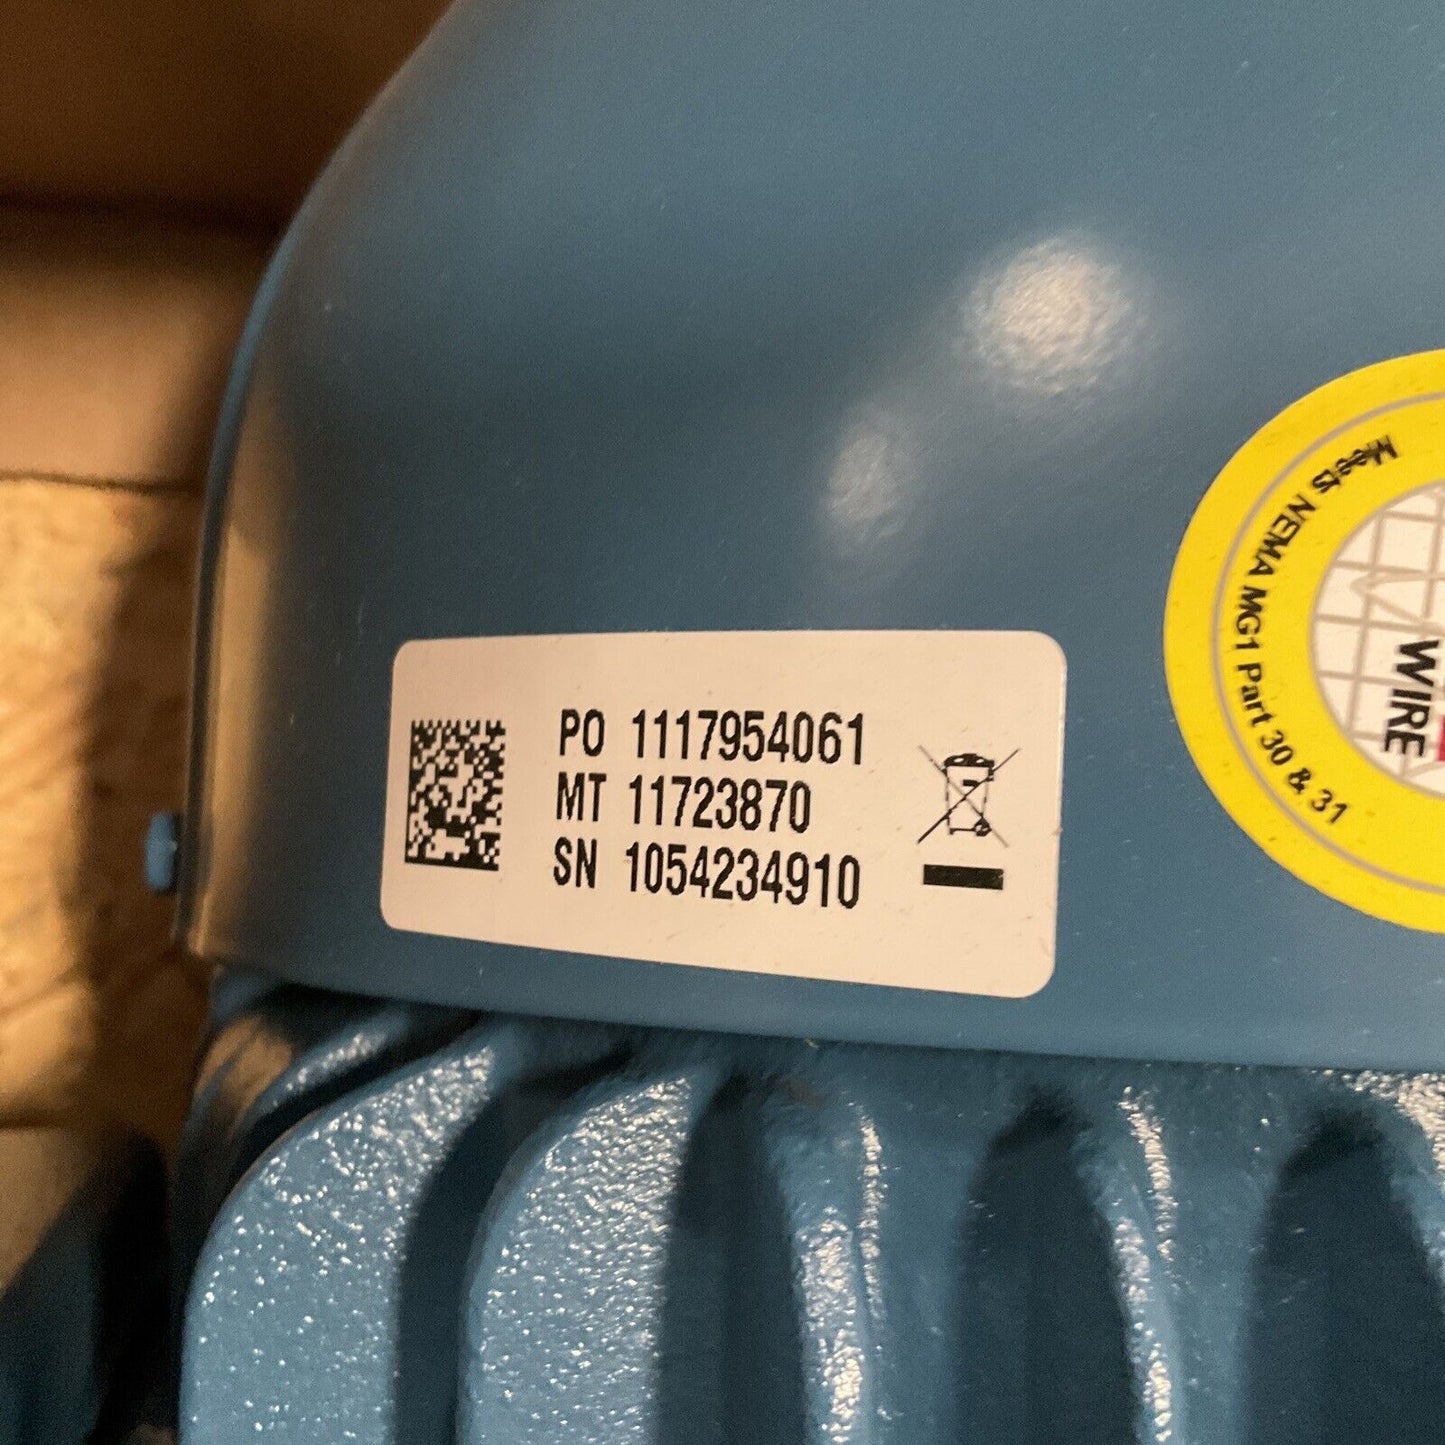 PO 1117954061
MT 11723870
SN 1054234910
Meets NEMA MG1 Part 30 & 31
WIRE